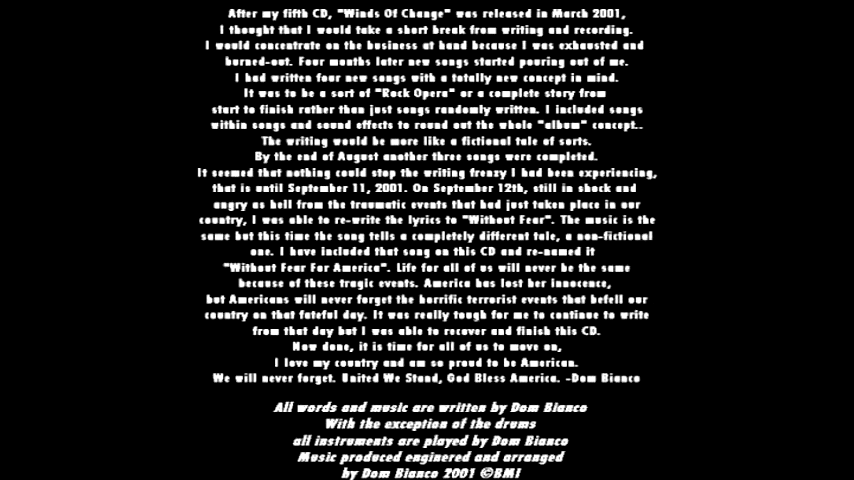 After my fifth CD, "Winds Of Change" was released in March 2001,
I thought that I would take a short break from writing and recording.
I would concentrate on the business at hand because I was exhausted and
burned-out. Four months later new songs started pouring out of me.
I had written four new songs with a totally new concept in mind.
It was to be a sort of "Rock Opera" or a complete story from
start to finish rather than just songs randomly written. I included songs
within songs and sound effects to round out the whole "album" concept..
The writing would be more like a fictional tale of sorts.
By the end of August another three songs were completed.
It seemed that nothing could stop the writing frenzy I had been experiencing,
that is until September 11, 2001. On September 12th, still in shock and
angry as hell from the traumatic events that had just taken place in our
country, I was able to re-write the lyrics to "Without Fear". The music is the
same but this time the song tells a completely different tale, a non-fictional
one. I have included that song on this CD and re-named it
"Without Fear For America". Life for all of us will never be the same
because of these tragic events. America has lost her innocence,
but Americans will never forget the horrific terrorist events that befell our
country on that fateful day. It was really tough for me to continue to write
from that day but I was able to recover and finish this CD.
Now done, it is time for all of us to move on,
I love my country and am so proud to be American.
We will never forget. United We Stand, God Bless America. -Dom Bianco
All words and music are written by Dom Bianco
With the exception of the drums
all instruments are played by Dom Bianco
Music produced enginered and arranged
by Dom Bianco 2001 ©BMI